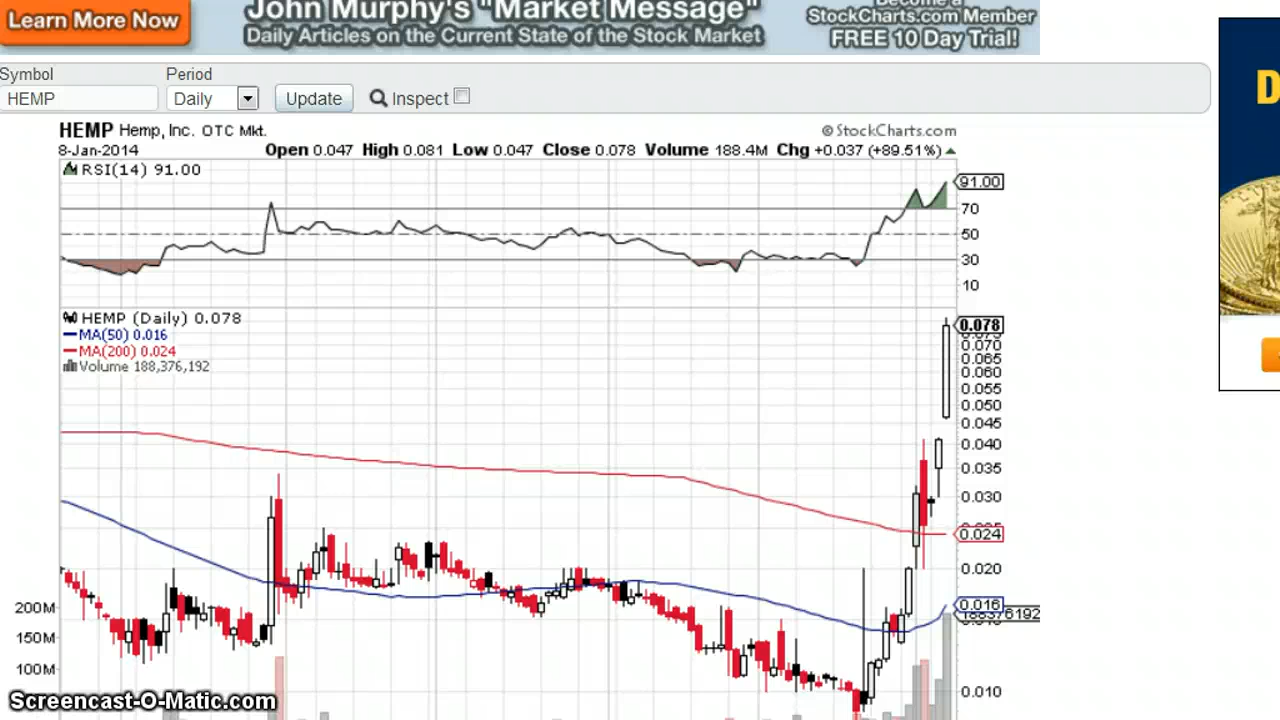 Learn More Now
John Murphy's "Market Message"
Daily Articles on the Current State of the Stock Market
Become a
StockCharts.com Member
FREE 10 Day Trial!
D
Symbol
Period
HEMP
Daily
Update
Inspect
HEMP Hemp, Inc. OTC Mkt.
© StockCharts.com
8-Jan-2014
Open 0.047 High 0.081 Low 0.047 Close 0.078 Volume 188.4M Chg +0.037 (+89.51%)
RSI(14) 91.00
91.00
70
50
30
10
HEMP (Daily) 0.078
MA(50) 0.016
MA(200) 0.024
Volume 188,376,192
0.078
0.075
0.070
0.065
0.060
0.055
0.050
0.045
0.040
0.035
0.030
0.025
0.024
0.020
0.016
188376192
0.010
200M
150M
100M
Screencast-O-Matic.com